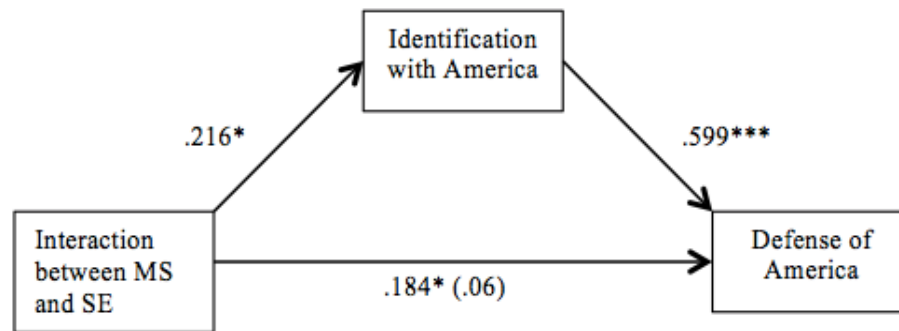 Identification
with America
.216*
.599***
Interaction
between MS
and SE
.184* (.06)
Defense of
America